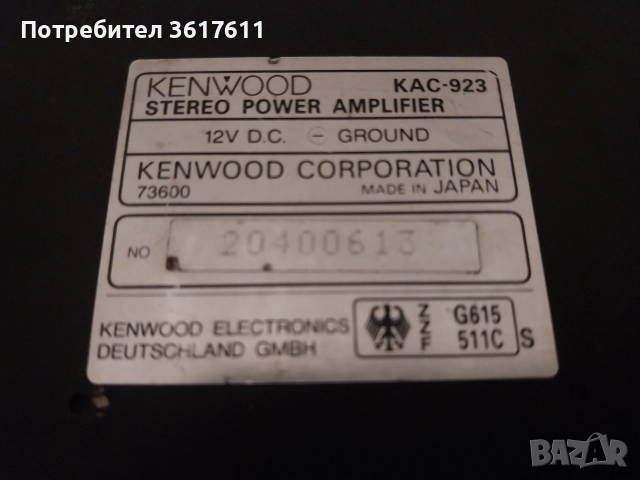 Потребител 3617611
KENWOOD KAC-923
STEREO POWER AMPLIFIER
12V D.C. ⊖ GROUND
KENWOOD CORPORATION
73600 MADE IN JAPAN
NO 20400613
KENWOOD ELECTRONICS
DEUTSCHLAND GMBH
Z Z F G615
511C S
BAZAR